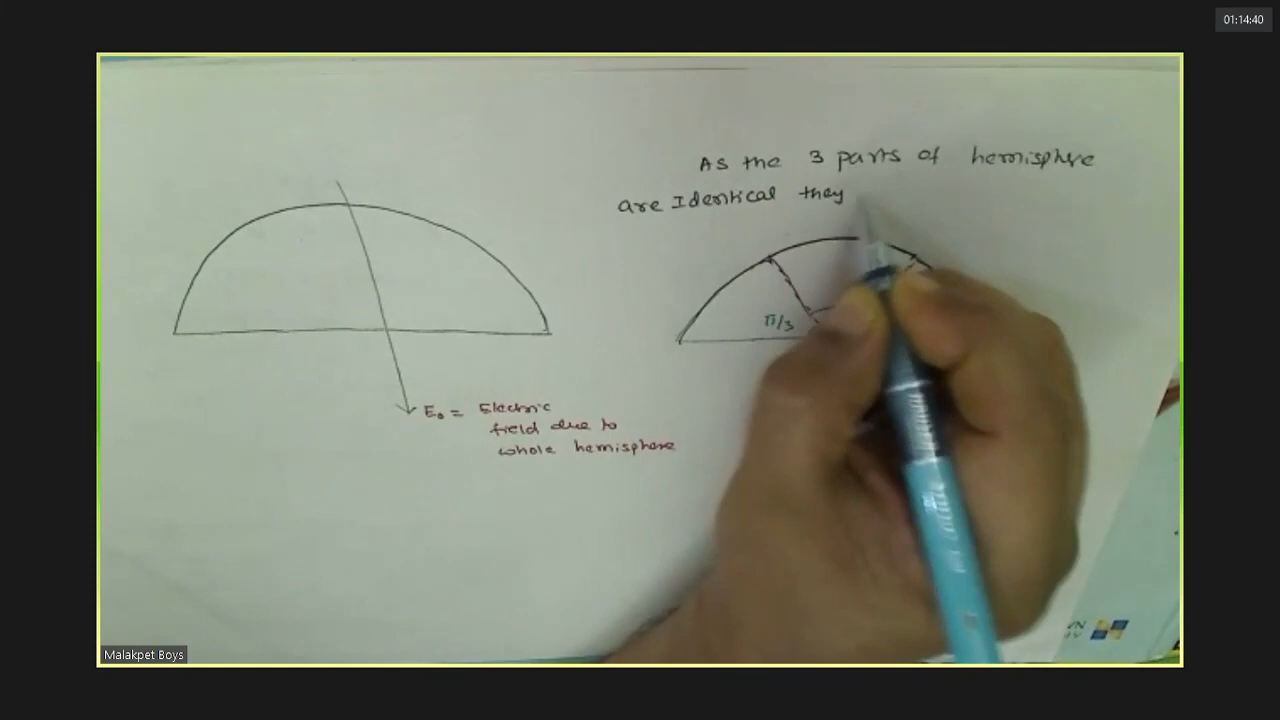 01:14:40
As the 3 parts of hemisphere
are Identical they
π/3
E₀ = Electric
field due to
whole hemisphere
Malakpet Boys